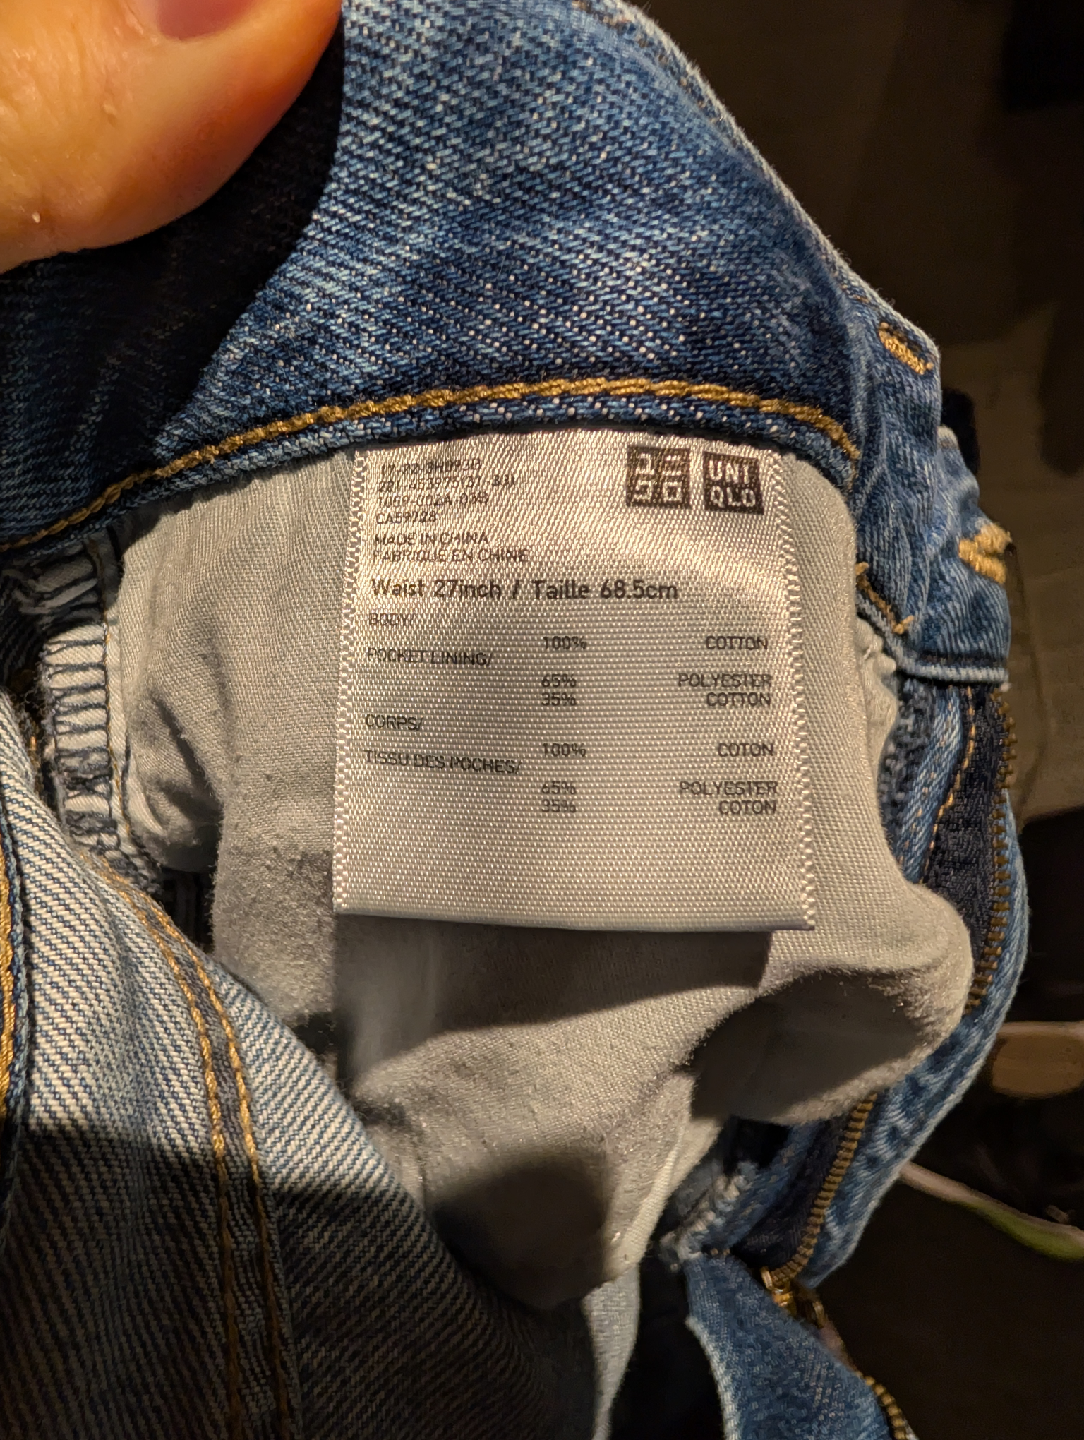 UNI
QLO
CA59723
MADE IN CHINA
FABRIQUE EN CHINE
Waist 27inch / Taille 68.5cm
BODY/
100% COTTON
POCKET LINING/
65% POLYESTER
35% COTTON
CORPS/
100% COTON
TISSU DES POCHES/
65% POLYESTER
35% COTON